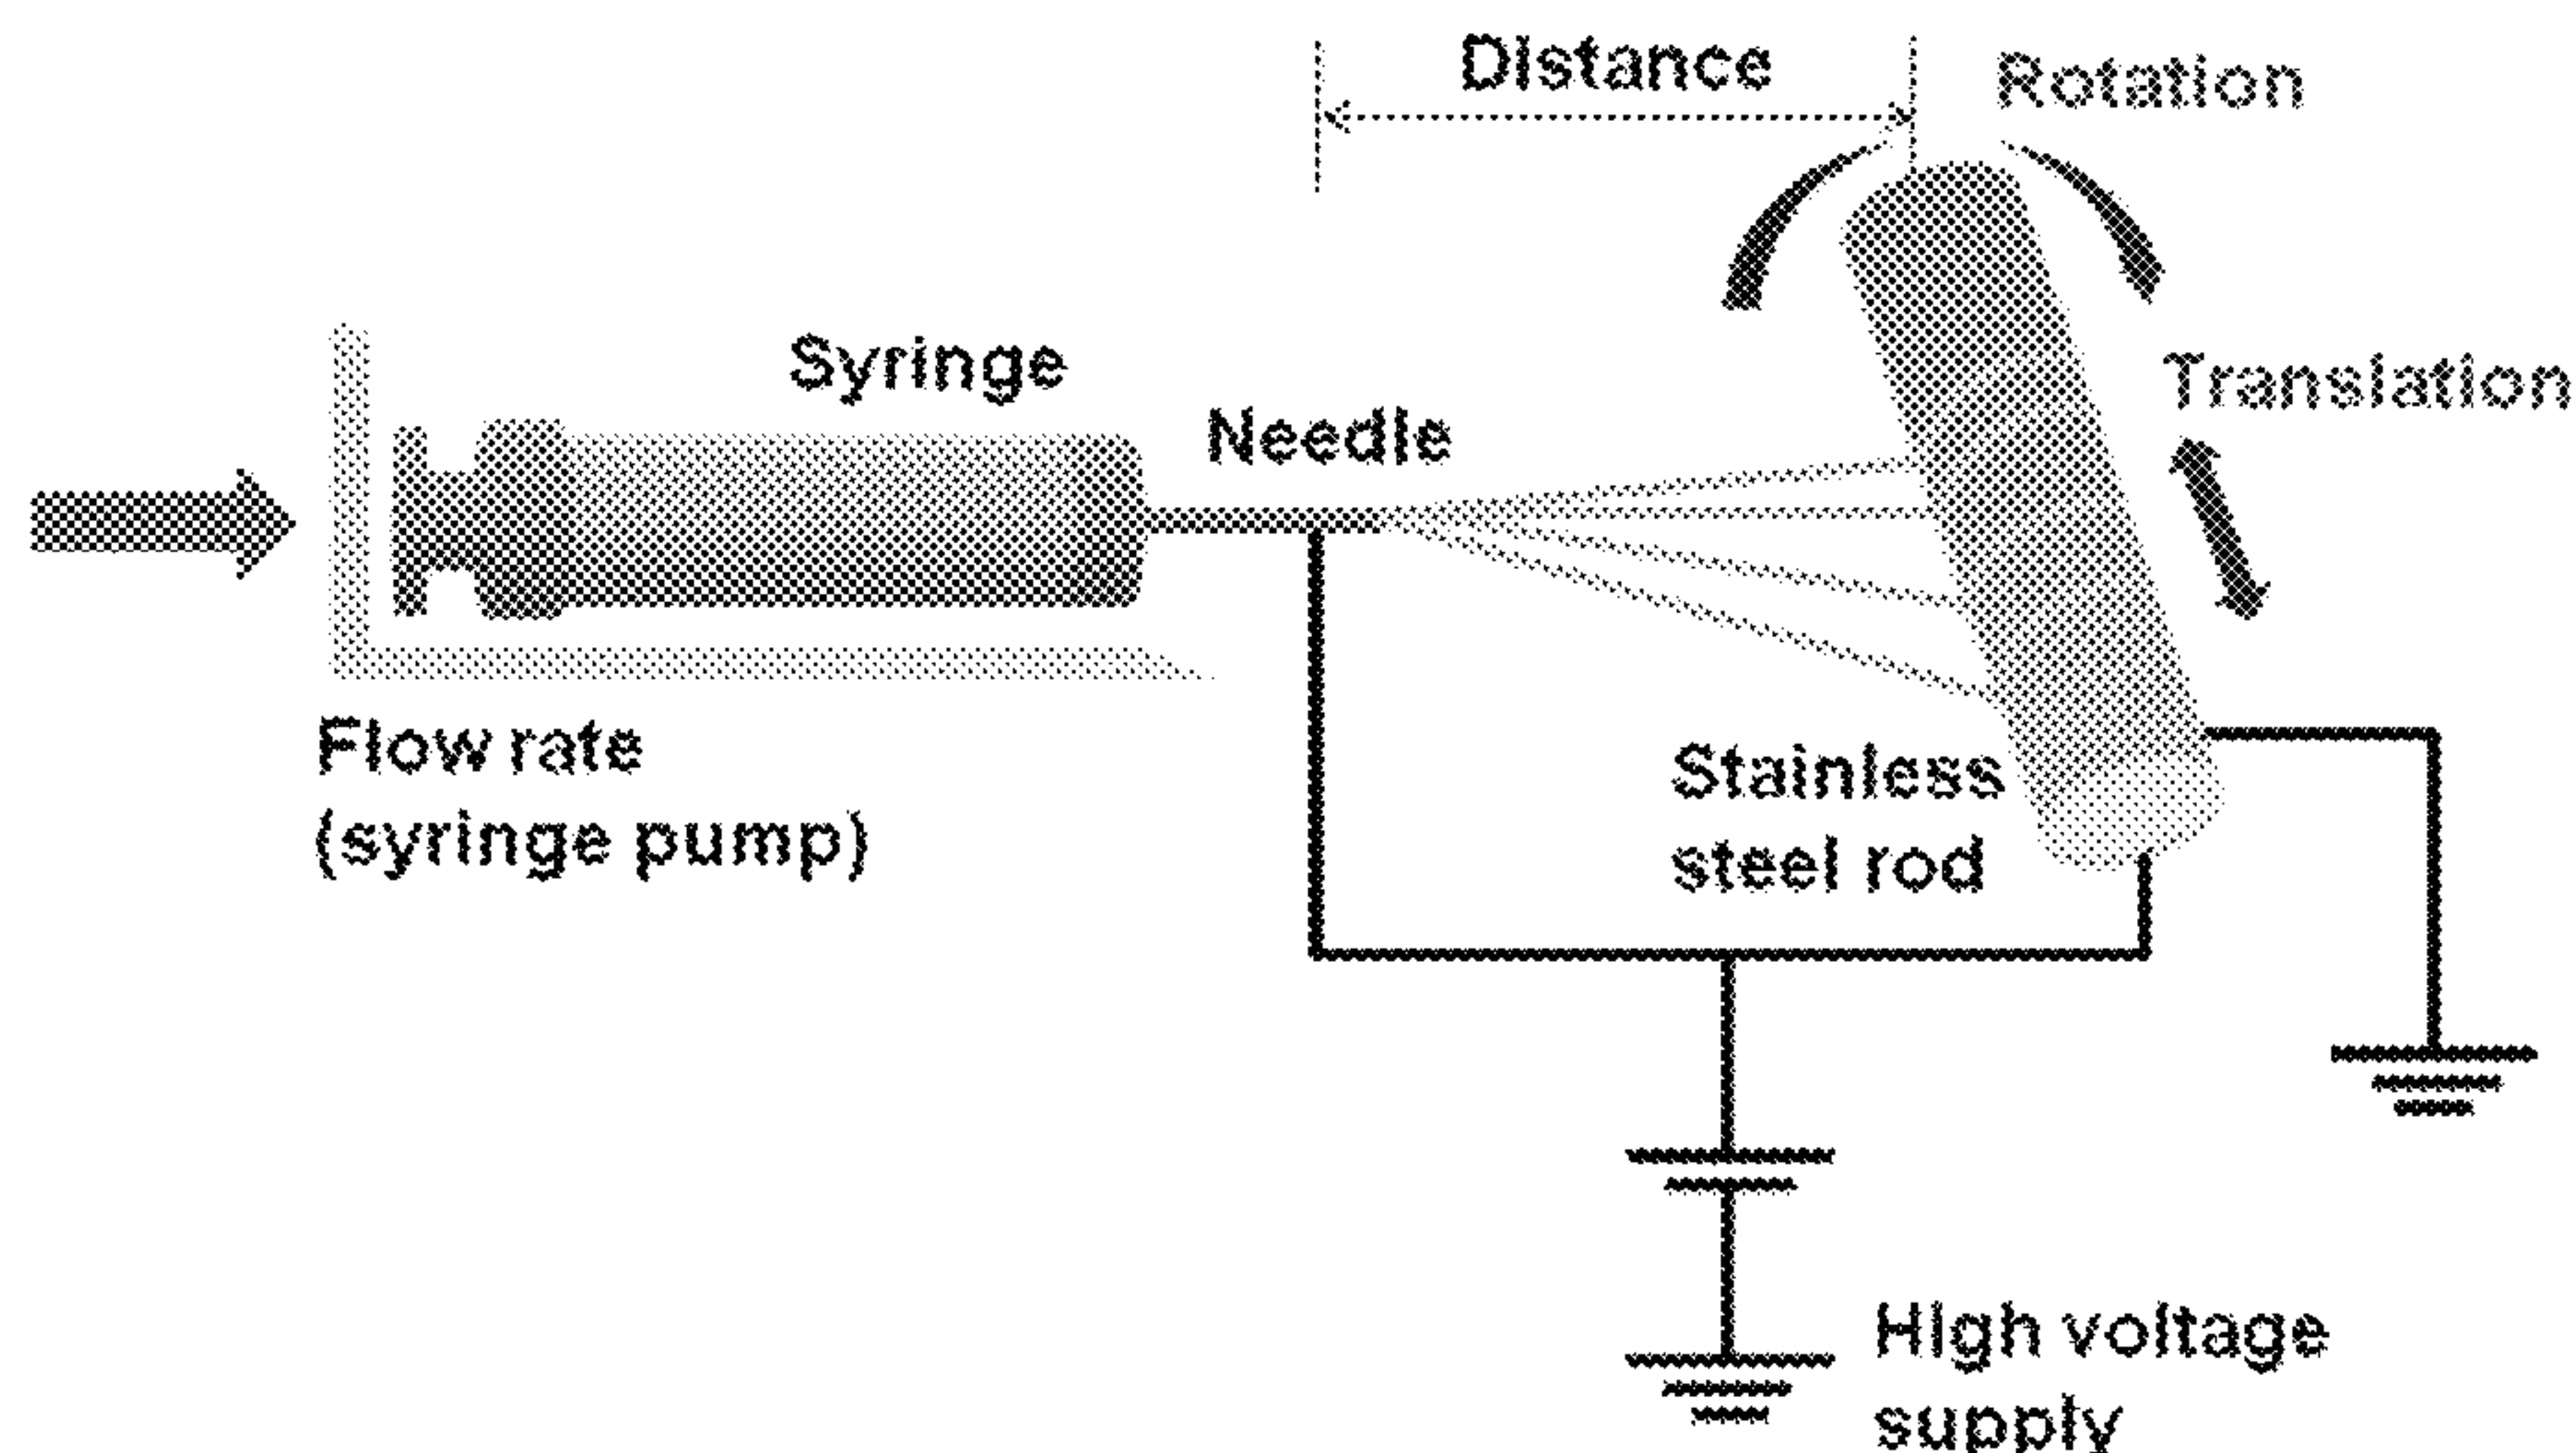 Distance
Rotation
Syringe
Needle
Translation
Flow rate
(syringe pump)
Stainless
steel rod
High voltage
supply